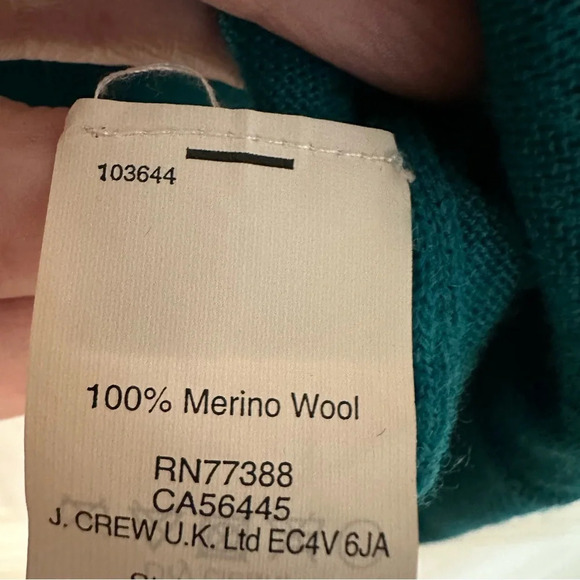 103644
100% Merino Wool
RN77388
CA56445
J. CREW U.K. Ltd EC4V 6JA